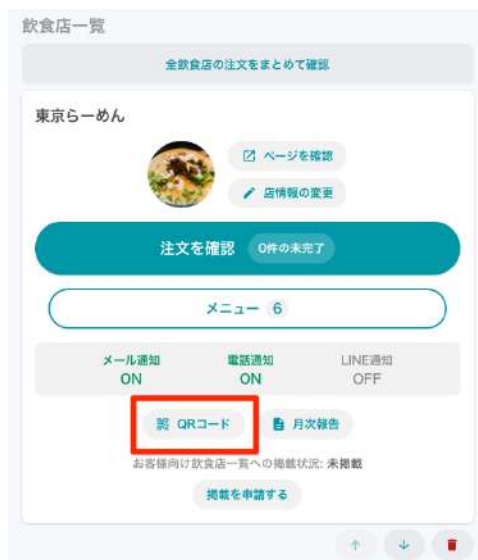 飲食店一覧
全飲食店の注文をまとめて確認
東京らーめん
ページを確認
店情報の変更
注文を確認 0件の未完了
メニュー 6
メール通知 電話通知 LINE通知
ON ON OFF
QRコード 月次報告
お客様向け飲食店一覧への掲載状況: 未掲載
掲載を申請する